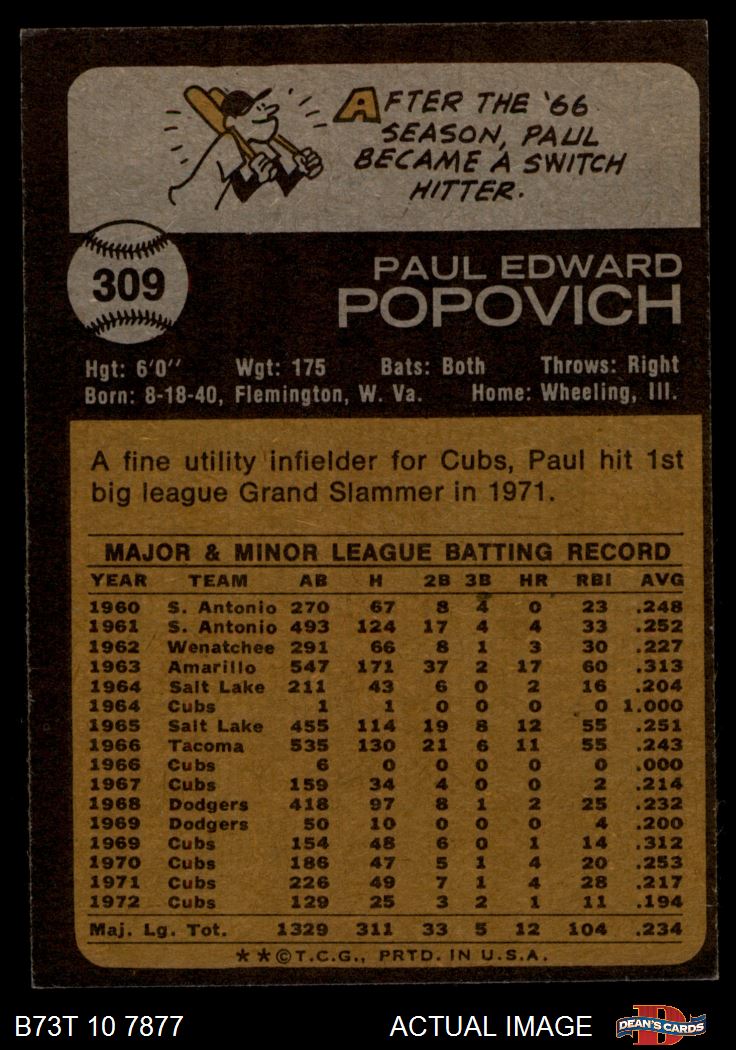 AFTER THE '66
SEASON, PAUL
BECAME A SWITCH
HITTER.
309
PAUL EDWARD
POPOVICH
Hgt: 6'0" Wgt: 175 Bats: Both Throws: Right
Born: 8-18-40, Flemington, W. Va. Home: Wheeling, Ill.
A fine utility infielder for Cubs, Paul hit 1st
big league Grand Slammer in 1971.
MAJOR & MINOR LEAGUE BATTING RECORD
YEAR TEAM AB H 2B 3B HR RBI AVG
1960 S. Antonio 270 67 8 4 0 23 .248
1961 S. Antonio 493 124 17 4 4 33 .252
1962 Wenatchee 291 66 8 1 3 30 .227
1963 Amarillo 547 171 37 2 17 60 .313
1964 Salt Lake 211 43 6 0 2 16 .204
1964 Cubs 1 1 0 0 0 0 1.000
1965 Salt Lake 455 114 19 8 12 55 .251
1966 Tacoma 535 130 21 6 11 55 .243
1966 Cubs 6 0 0 0 0 0 .000
1967 Cubs 159 34 4 0 0 2 .214
1968 Dodgers 418 97 8 1 2 25 .232
1969 Dodgers 50 10 0 0 0 4 .200
1969 Cubs 154 48 6 0 1 14 .312
1970 Cubs 186 47 5 1 4 20 .253
1971 Cubs 226 49 7 1 4 28 .217
1972 Cubs 129 25 3 2 1 11 .194
Maj. Lg. Tot. 1329 311 33 5 12 104 .234
**©T.C.G., PRTD. IN U.S.A.
B73T 10 7877 ACTUAL IMAGE D DEAN'S CARDS